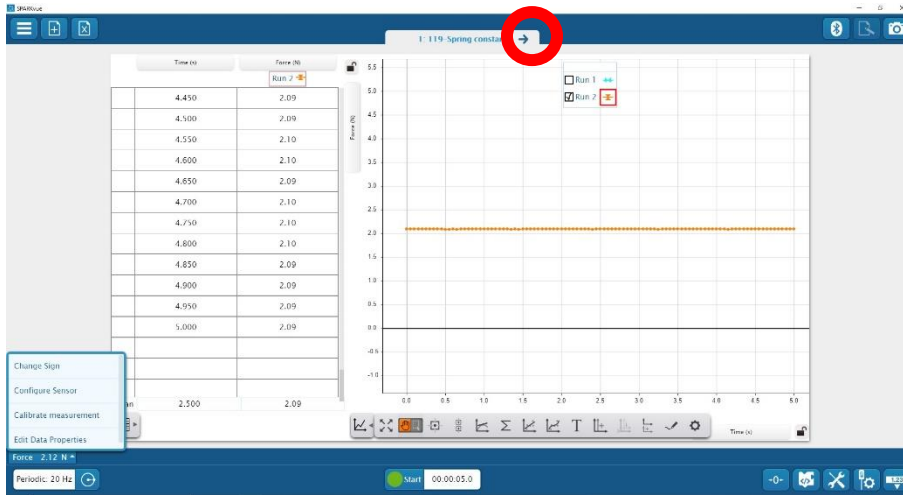 SPARKvue
1: 119-Spring consta
Time (s) Force (N)
Run 2
4.450 2.09
4.500 2.09
4.550 2.10
4.600 2.10
4.650 2.09
4.700 2.10
4.750 2.10
4.800 2.10
4.850 2.09
4.900 2.09
4.950 2.09
5.000 2.09
2.500 2.09
Force (N)
5.5
5.0
4.5
4.0
3.5
3.0
2.5
2.0
1.5
1.0
0.5
0.0
-0.5
-1.0
Run 1
Run 2
0.0 0.5 1.0 1.5 2.0 2.5 3.0 3.5 4.0 4.5 5.0
Time (s)
Change Sign
Configure Sensor
Calibrate measurement
Edit Data Properties
Force 2.12 N
Periodic: 20 Hz
Start 00:00:05.0
-0-
1.23